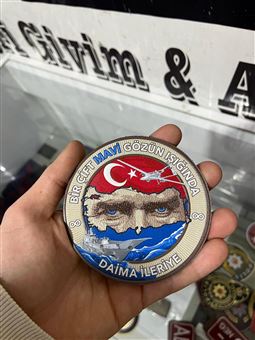 Giyim & A
BİR ÇİFT MAVİ GÖZÜN IŞIĞINDA
∞ ∞
DAİMA İLERİYE